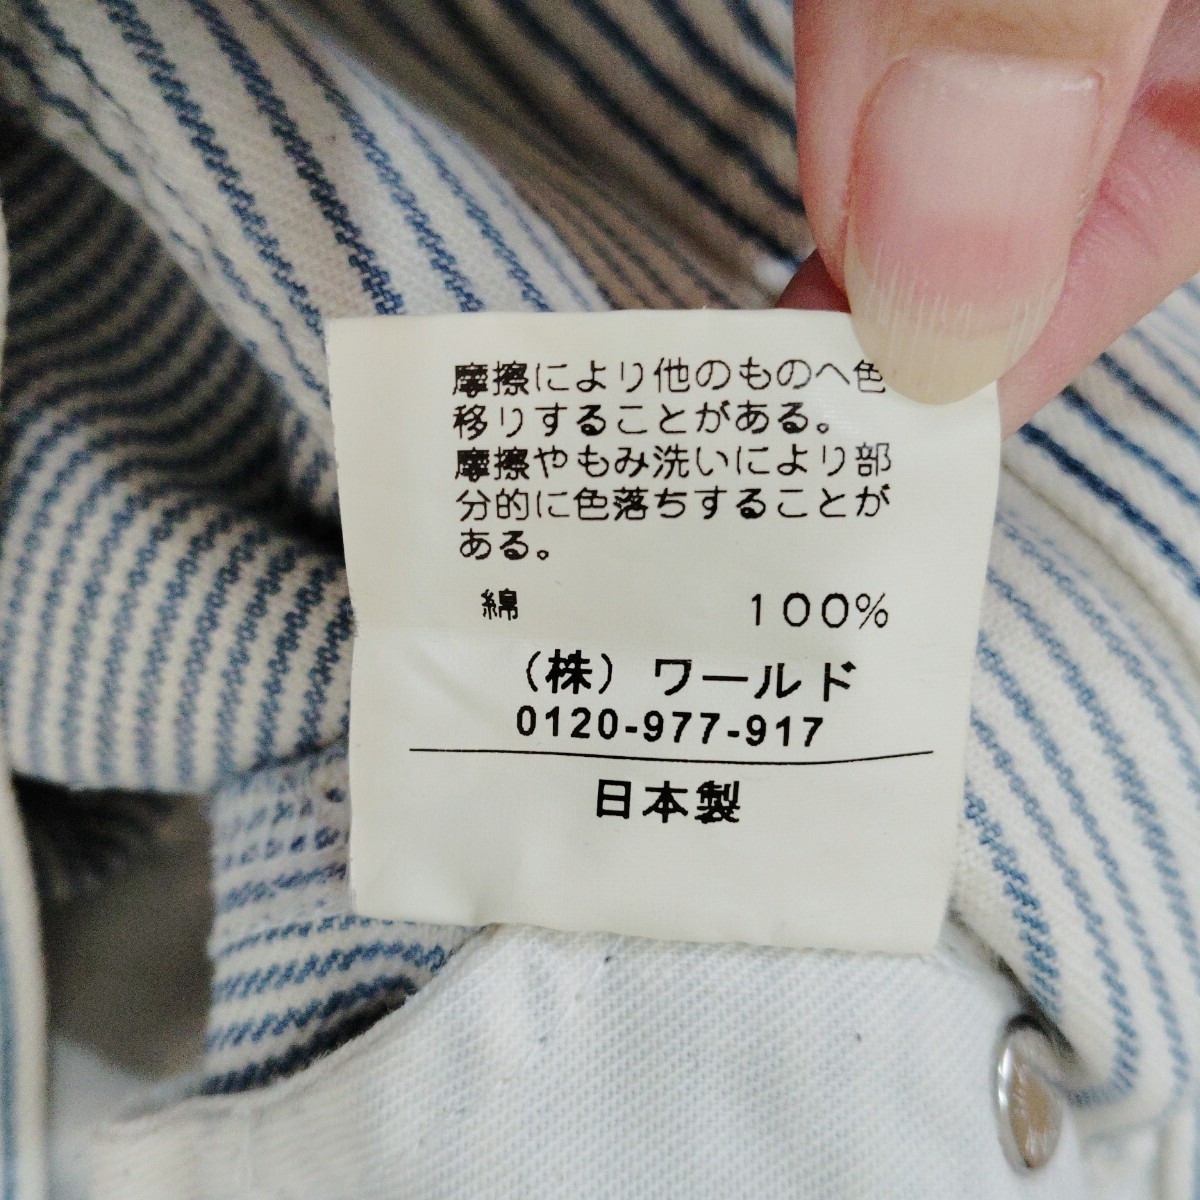 摩擦により他のものへ色
移りすることがある。
摩擦やもみ洗いにより部
分的に色落ちすることが
ある。
綿 100%
(株) ワールド
0120-977-917
日本製